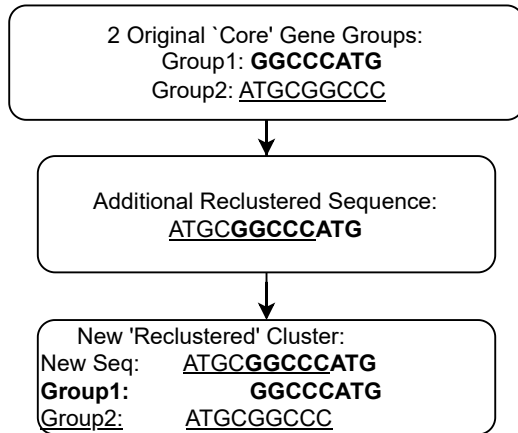 2 Original `Core' Gene Groups:
Group1: GGCCCATG
Group2: ATGCGGCCC
Additional Reclustered Sequence:
ATGCGGCCCATG
New 'Reclustered' Cluster:
New Seq: ATGCGGCCCATG
Group1: GGCCCATG
Group2: ATGCGGCCC